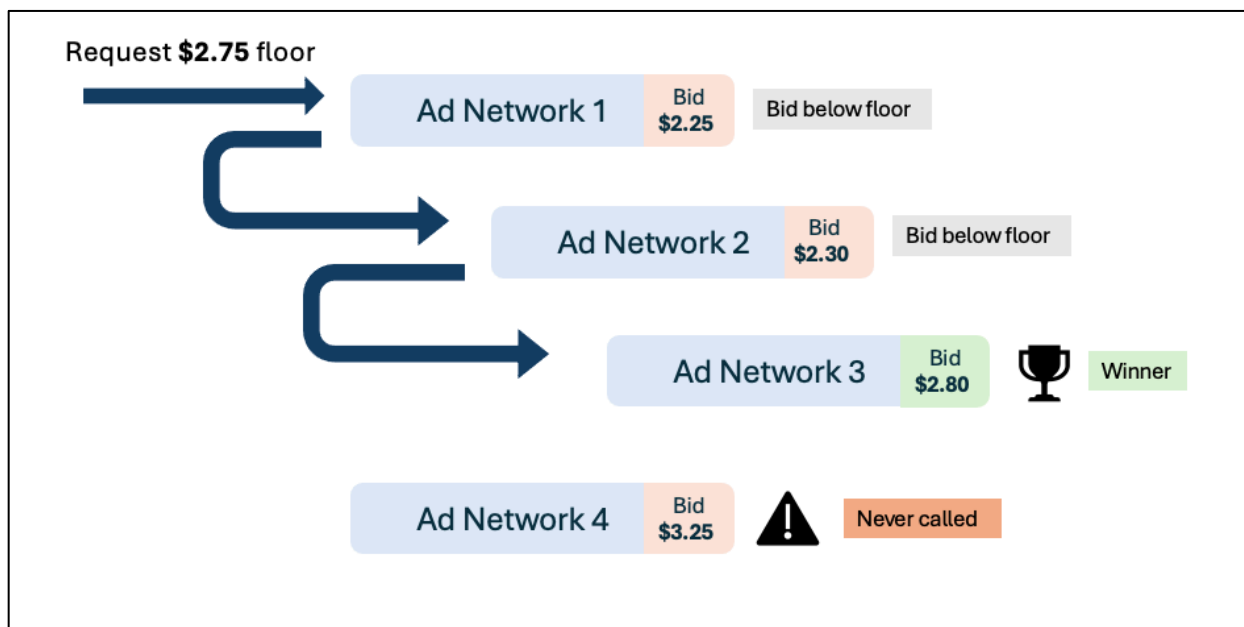 Request $2.75 floor
Ad Network 1
Bid
$2.25
Bid below floor
Ad Network 2
Bid
$2.30
Bid below floor
Ad Network 3
Bid
$2.80
Winner
Ad Network 4
Bid
$3.25
Never called